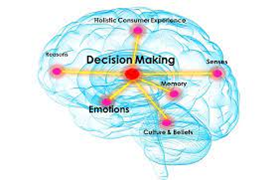 Holistic Consumer Experience
Reasons
Decision Making
Senses
Memory
Emotions
Culture & Beliefs